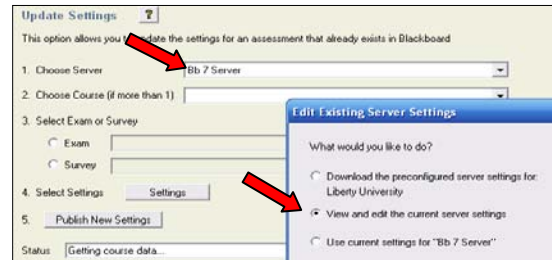 Update Settings ?
This option allows you to update the settings for an assessment that already exists in Blackboard
1. Choose Server Bb 7 Server
2. Choose Course (if more than 1)
3. Select Exam or Survey
Exam
Survey
4. Select Settings Settings
5. Publish New Settings
Status Getting course data...
Edit Existing Server Settings
What would you like to do?
Download the preconfigured server settings for:
Liberty University
View and edit the current server settings
Use current settings for "Bb 7 Server"